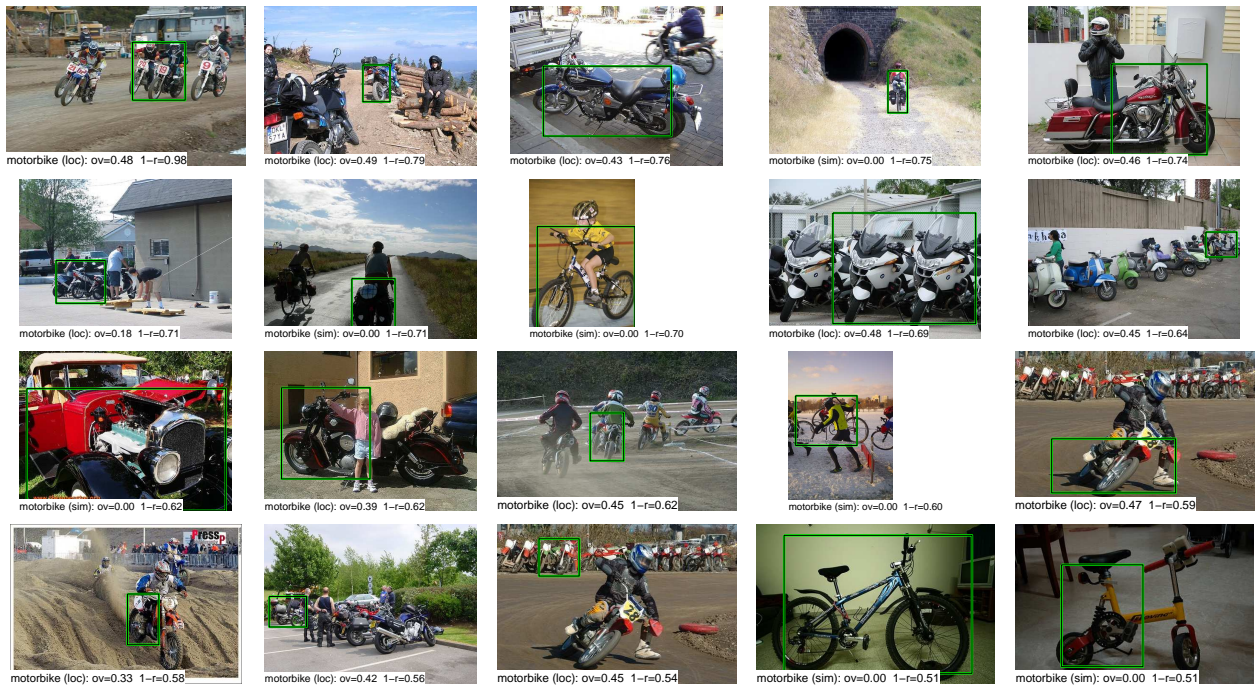 motorbike (loc): ov=0.48 1−r=0.98
motorbike (loc): ov=0.49 1−r=0.79
motorbike (loc): ov=0.43 1−r=0.76
motorbike (sim): ov=0.00 1−r=0.75
motorbike (loc): ov=0.46 1−r=0.74
motorbike (loc): ov=0.18 1−r=0.71
motorbike (sim): ov=0.00 1−r=0.71
motorbike (sim): ov=0.00 1−r=0.70
motorbike (loc): ov=0.48 1−r=0.69
motorbike (loc): ov=0.45 1−r=0.64
motorbike (sim): ov=0.00 1−r=0.62
motorbike (loc): ov=0.39 1−r=0.62
motorbike (loc): ov=0.45 1−r=0.62
motorbike (sim): ov=0.00 1−r=0.60
motorbike (loc): ov=0.47 1−r=0.59
Pressp
motorbike (loc): ov=0.33 1−r=0.58
motorbike (loc): ov=0.42 1−r=0.56
motorbike (loc): ov=0.45 1−r=0.54
motorbike (sim): ov=0.00 1−r=0.51
motorbike (sim): ov=0.00 1−r=0.51